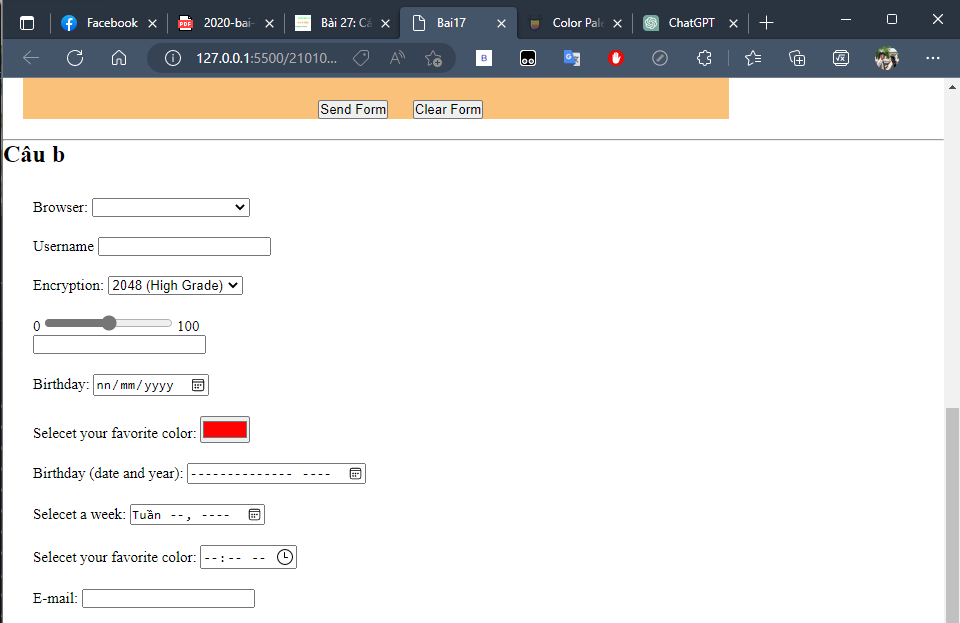 Facebook
2020-bai-
Bài 27: Cá
Bai17
Color Pale
ChatGPT
127.0.0.1:5500/21010...
Send Form Clear Form
Câu b
Browser:
Username
Encryption: 2048 (High Grade)
0 100
Birthday: nn/mm/yyyy
Selecet your favorite color:
Birthday (date and year): -------------- ----
Selecet a week: Tuần --, ----
Selecet your favorite color: --:-- --
E-mail: